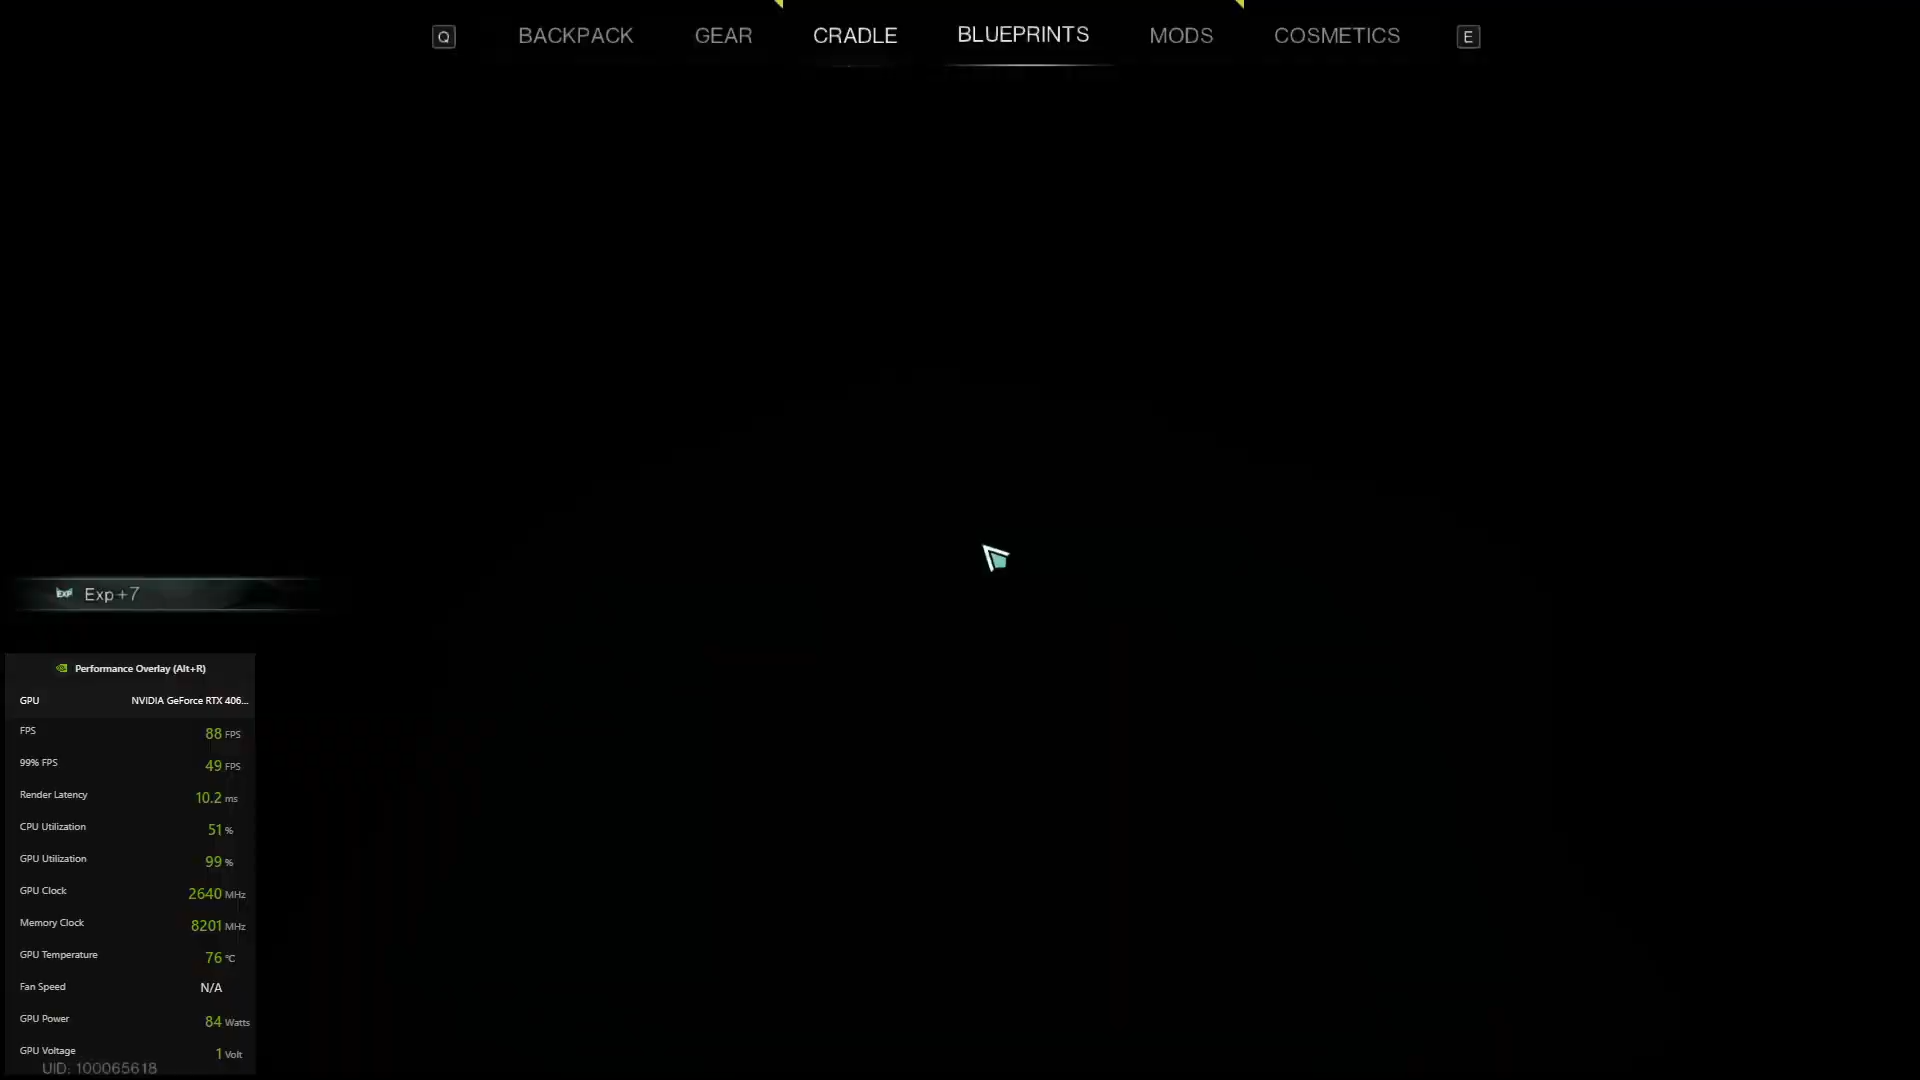 Q BACKPACK GEAR CRADLE BLUEPRINTS MODS COSMETICS E
EXP Exp+7
Performance Overlay (Alt+R)
GPU NVIDIA GeForce RTX 406...
FPS 88 FPS
99% FPS 49 FPS
Render Latency 10.2 ms
CPU Utilization 51 %
GPU Utilization 99 %
GPU Clock 2640 MHz
Memory Clock 8201 MHz
GPU Temperature 76 °C
Fan Speed N/A
GPU Power 84 Watts
GPU Voltage 1 Volt
UID: 100065618